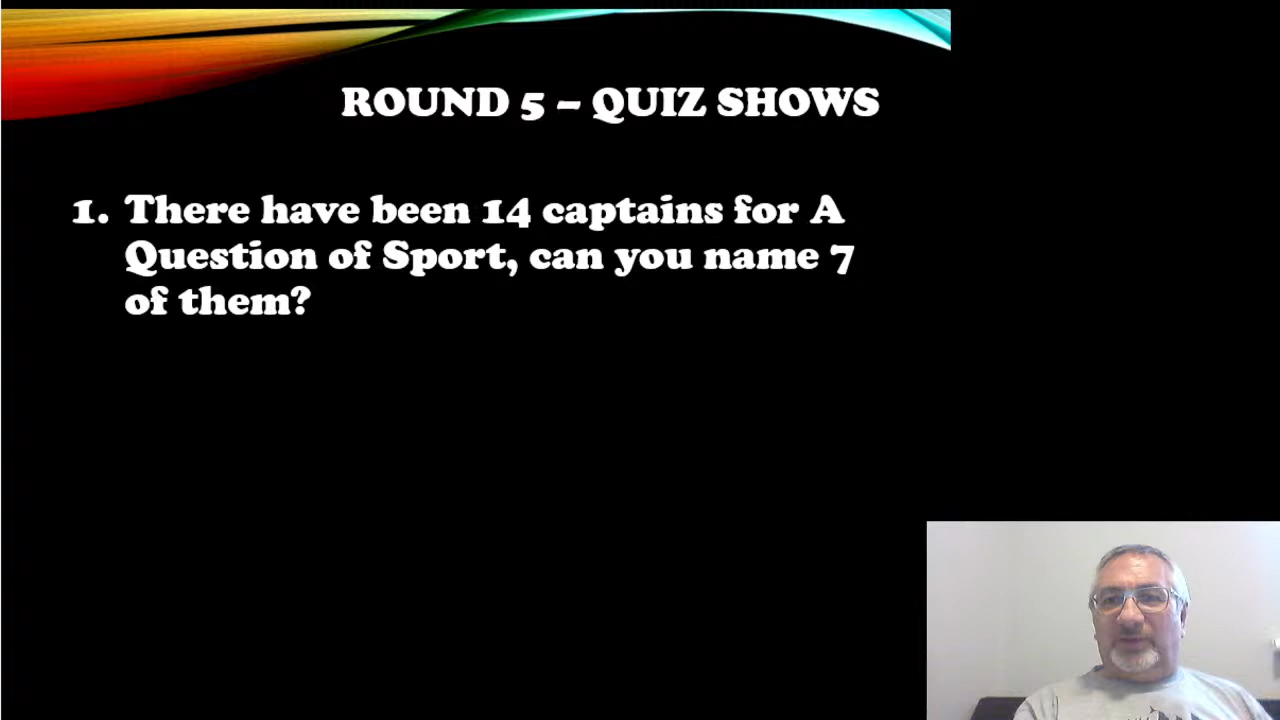 ROUND 5 – QUIZ SHOWS
1. There have been 14 captains for A
Question of Sport, can you name 7
of them?